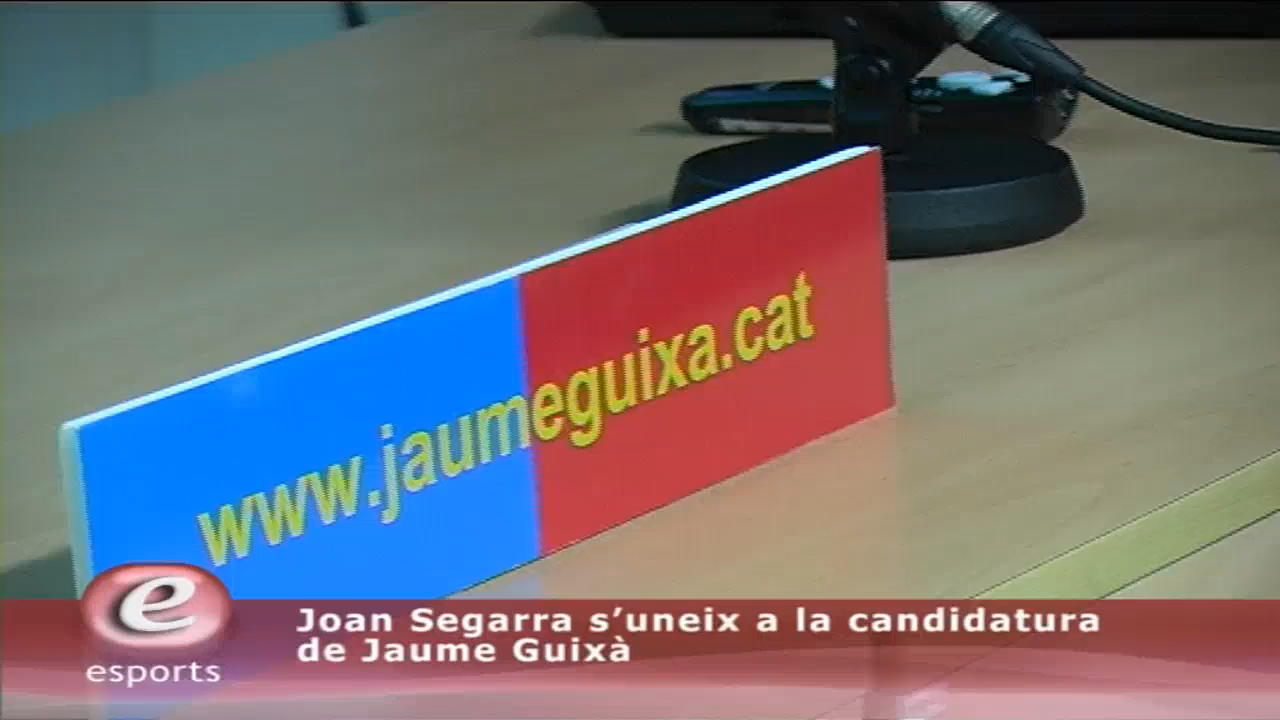 www.jaumeguixa.cat
e
esports
Joan Segarra s’uneix a la candidatura
de Jaume Guixà